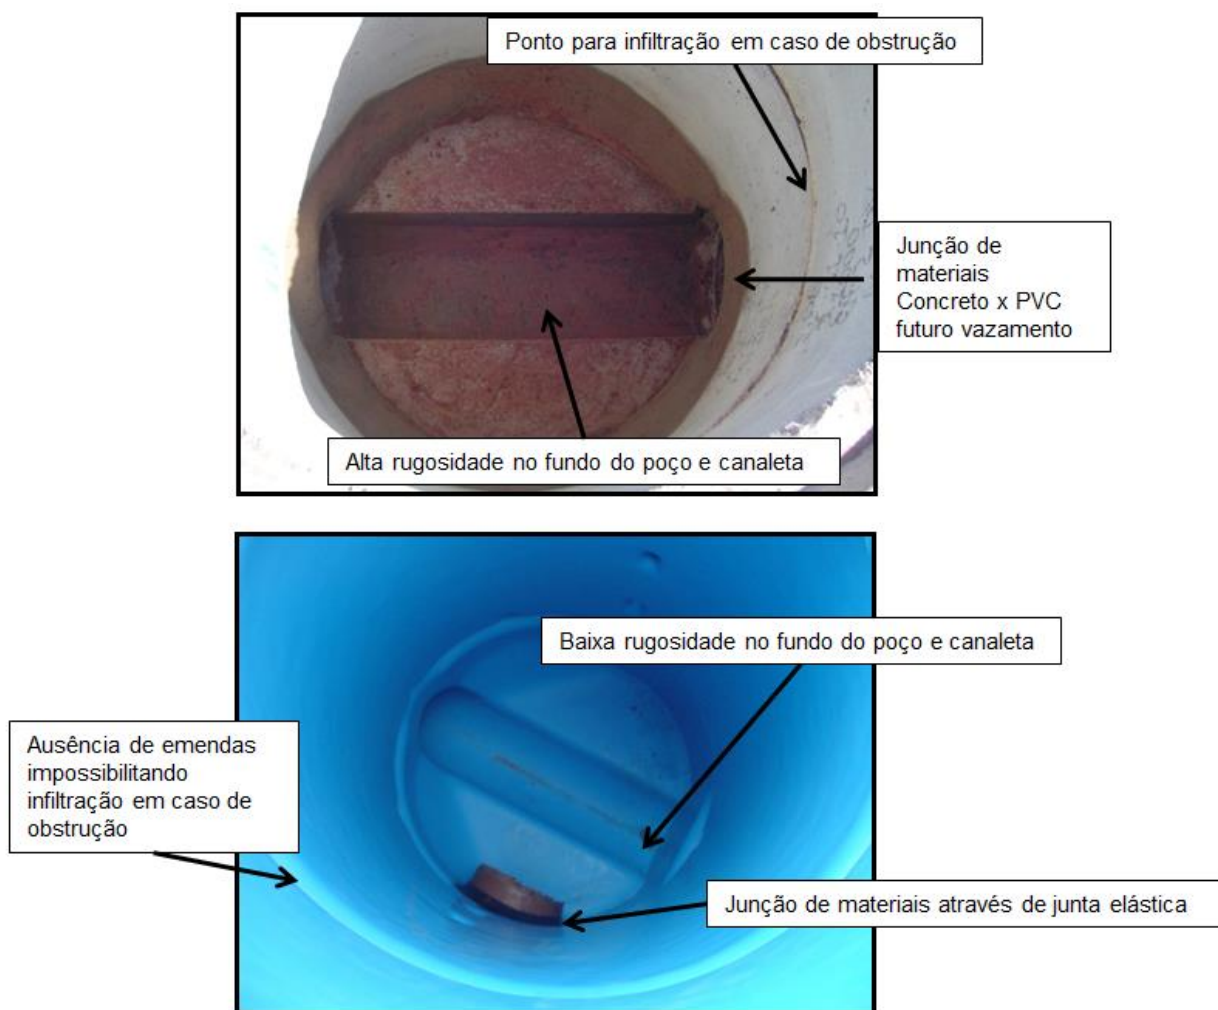 Ponto para infiltração em caso de obstrução
Junção de
materiais
Concreto x PVC
futuro vazamento
Alta rugosidade no fundo do poço e canaleta
Baixa rugosidade no fundo do poço e canaleta
Ausência de emendas
impossibilitando
infiltração em caso de
obstrução
Junção de materiais através de junta elástica